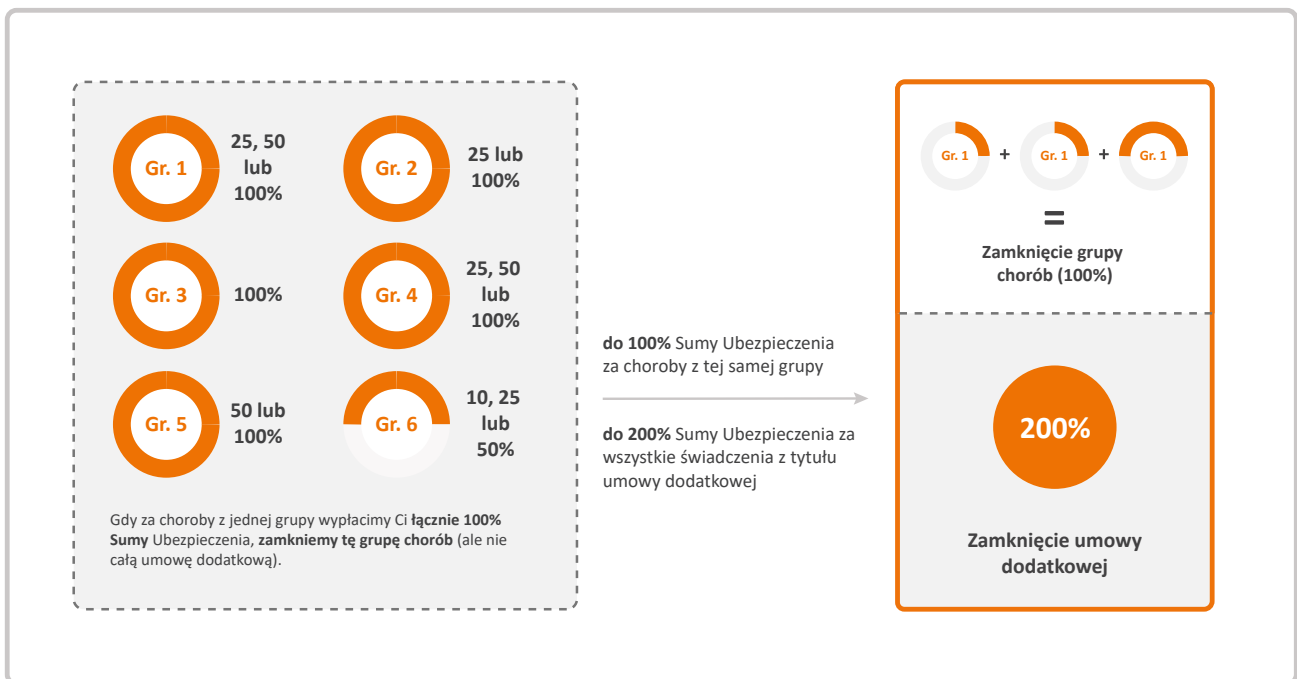 Gr. 1
25, 50
lub
100%
Gr. 2
25 lub
100%
Gr. 3
100%
Gr. 4
25, 50
lub
100%
Gr. 5
50 lub
100%
Gr. 6
10, 25
lub
50%
Gdy za choroby z jednej grupy wypłacimy Ci łącznie 100%
Sumy Ubezpieczenia, zamkniemy tę grupę chorób (ale nie
całą umowę dodatkową).
do 100% Sumy Ubezpieczenia
za choroby z tej samej grupy
do 200% Sumy Ubezpieczenia za
wszystkie świadczenia z tytułu
umowy dodatkowej
Gr. 1 + Gr. 1 + Gr. 1
=
Zamknięcie grupy
chorób (100%)
200%
Zamknięcie umowy
dodatkowej